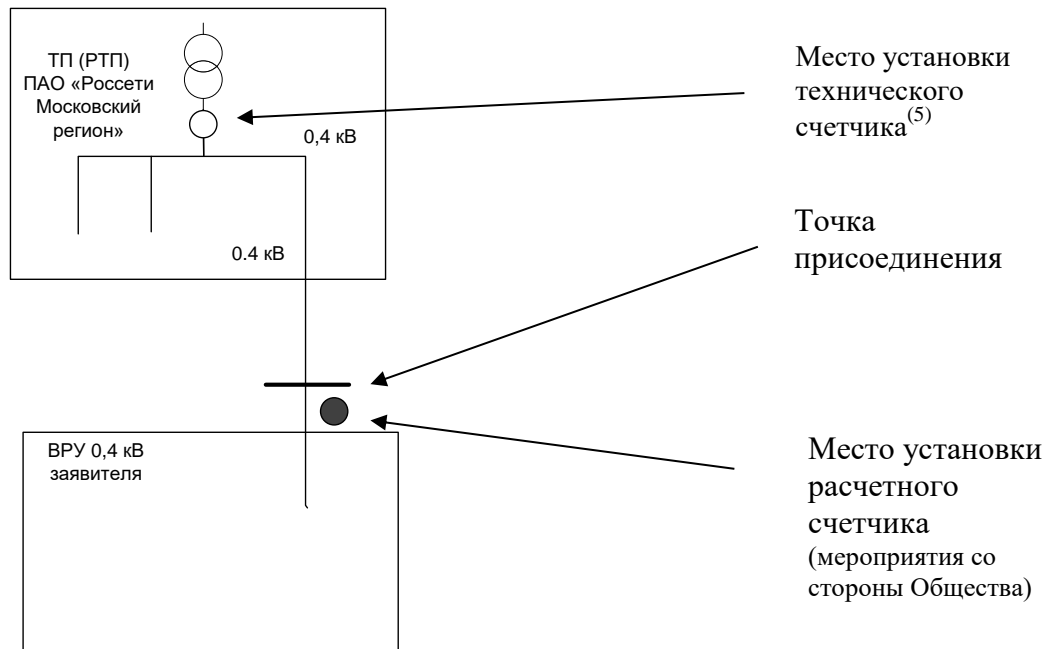 ТП (РТП)
ПАО «Россети
Московский
регион»
0,4 кВ
0.4 кВ
Место установки
технического
счетчика(5)
Точка
присоединения
ВРУ 0,4 кВ
заявителя
Место установки
расчетного
счетчика
(мероприятия со
стороны Общества)